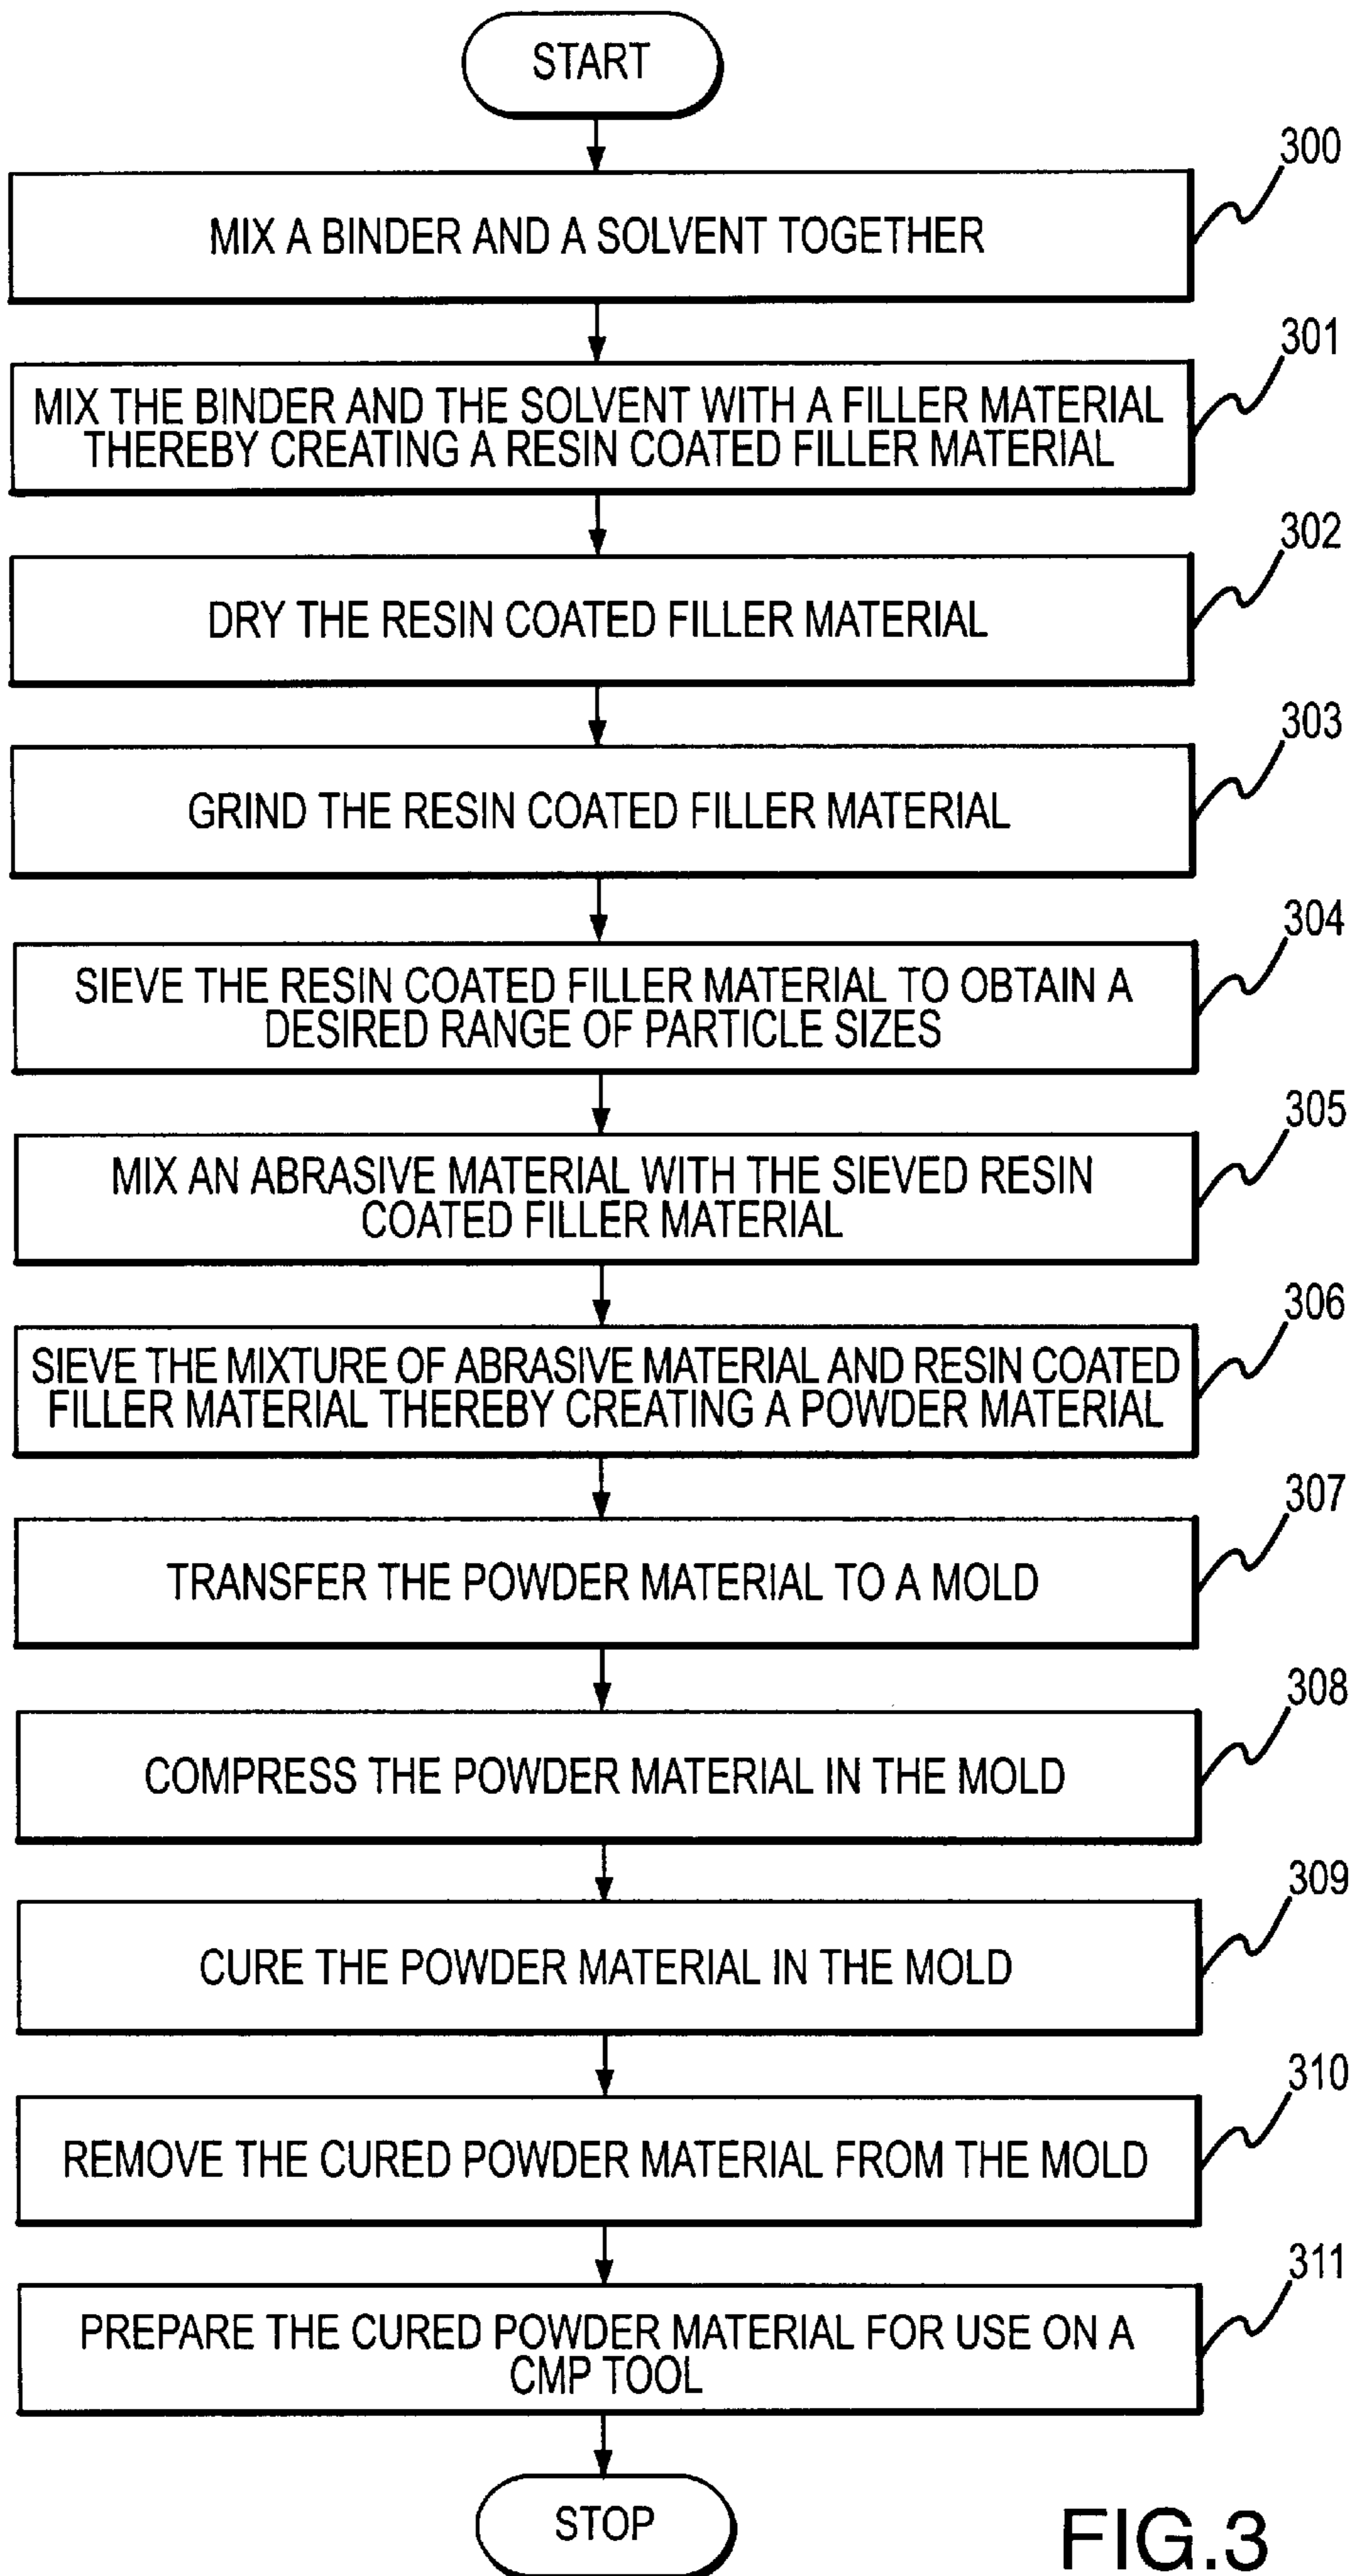 START
300
MIX A BINDER AND A SOLVENT TOGETHER
301
MIX THE BINDER AND THE SOLVENT WITH A FILLER MATERIAL
THEREBY CREATING A RESIN COATED FILLER MATERIAL
302
DRY THE RESIN COATED FILLER MATERIAL
303
GRIND THE RESIN COATED FILLER MATERIAL
304
SIEVE THE RESIN COATED FILLER MATERIAL TO OBTAIN A
DESIRED RANGE OF PARTICLE SIZES
305
MIX AN ABRASIVE MATERIAL WITH THE SIEVED RESIN
COATED FILLER MATERIAL
306
SIEVE THE MIXTURE OF ABRASIVE MATERIAL AND RESIN COATED
FILLER MATERIAL THEREBY CREATING A POWDER MATERIAL
307
TRANSFER THE POWDER MATERIAL TO A MOLD
308
COMPRESS THE POWDER MATERIAL IN THE MOLD
309
CURE THE POWDER MATERIAL IN THE MOLD
310
REMOVE THE CURED POWDER MATERIAL FROM THE MOLD
311
PREPARE THE CURED POWDER MATERIAL FOR USE ON A
CMP TOOL
STOP
FIG.3